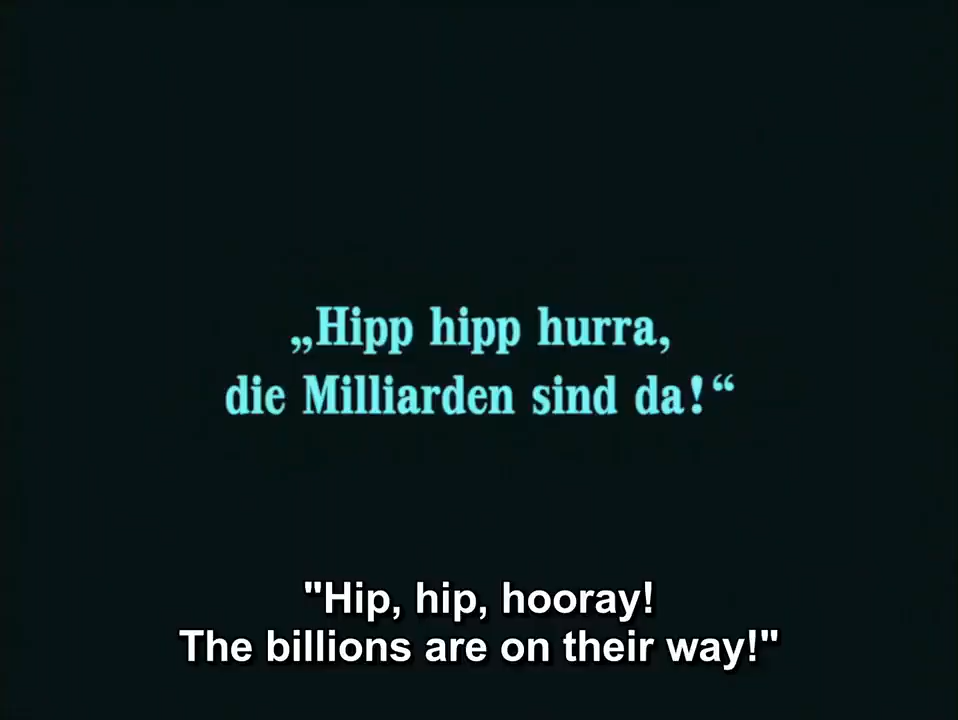 „Hipp hipp hurra,
die Milliarden sind da!“
"Hip, hip, hooray!
The billions are on their way!"